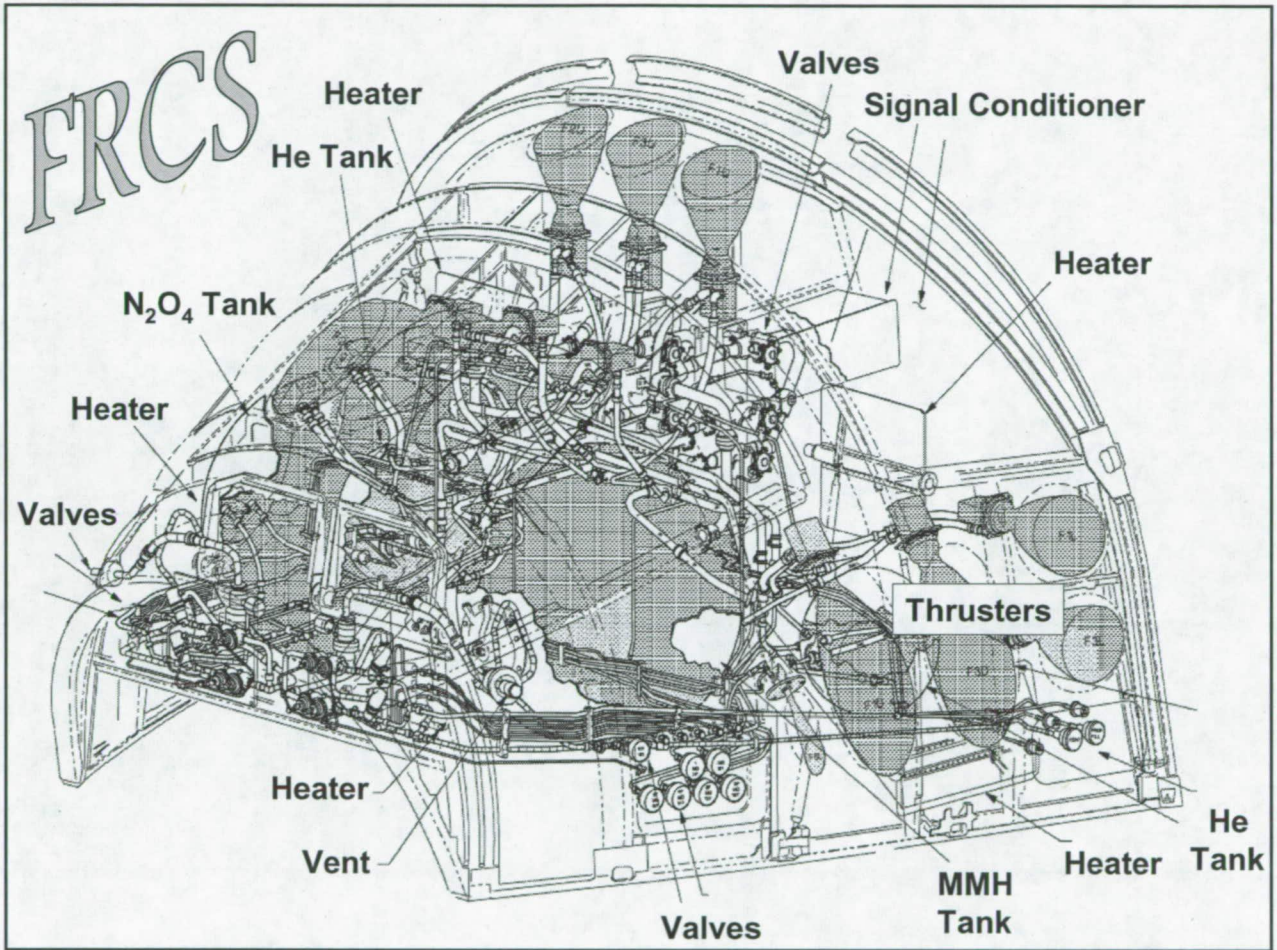 FRCS
Valves
Heater
Signal Conditioner
He Tank
Heater
N₂O₄ Tank
Heater
Valves
Thrusters
Heater
Vent
Valves
MMH
Tank
Heater
He
Tank